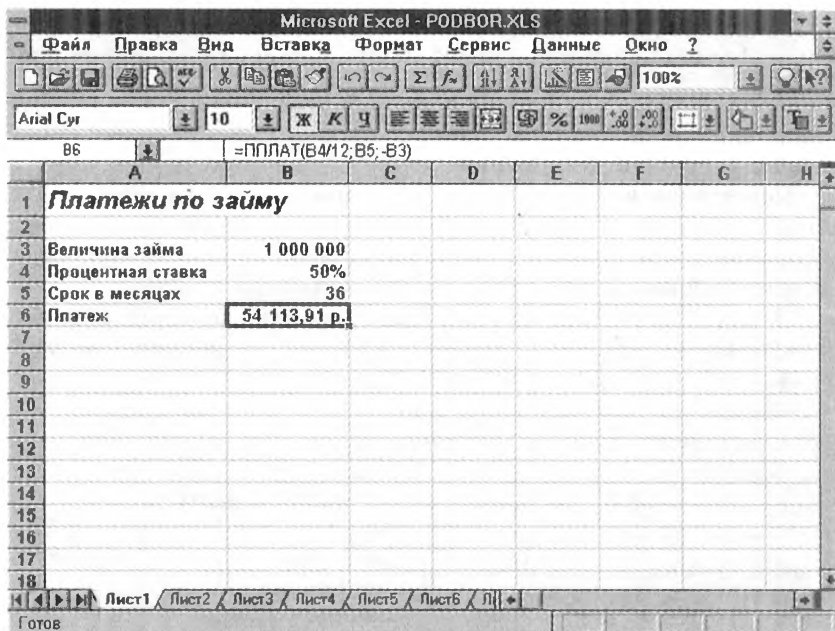 Microsoft Excel - PODBOR.XLS
Файл Правка Вид Вставка Формат Сервис Данные Окно ?
100%
Arial Cyr 10 Ж К Ч % 1000
B6 =ППЛАТ(B4/12;B5;-B3)
A B C D E F G H
1 Платежи по займу
2
3 Величина займа 1 000 000
4 Процентная ставка 50%
5 Срок в месяцах 36
6 Платеж 54 113,91 р.
7
8
9
10
11
12
13
14
15
16
17
18
Лист1 Лист2 Лист3 Лист4 Лист5 Лист6
Готов